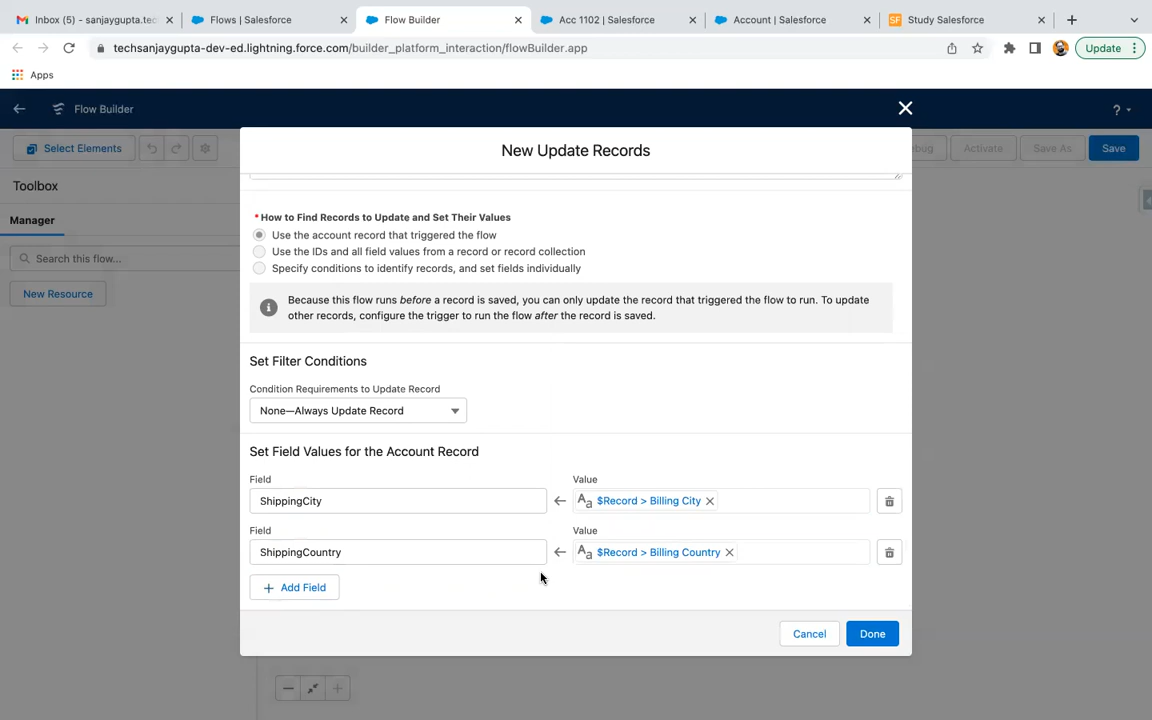 Inbox (5) - sanjaygupta.tec
Flows | Salesforce
Flow Builder
Acc 1102 | Salesforce
Account | Salesforce
SF
Study Salesforce
techsanjaygupta-dev-ed.lightning.force.com/builder_platform_interaction/flowBuilder.app
Update
Apps
Flow Builder
?
Select Elements
New Update Records
Activate
Save As
Save
Toolbox
Manager
Search this flow...
New Resource
* How to Find Records to Update and Set Their Values
Use the account record that triggered the flow
Use the IDs and all field values from a record or record collection
Specify conditions to identify records, and set fields individually
Because this flow runs before a record is saved, you can only update the record that triggered the flow to run. To update
other records, configure the trigger to run the flow after the record is saved.
Set Filter Conditions
Condition Requirements to Update Record
None—Always Update Record
Set Field Values for the Account Record
Field
Value
ShippingCity
Aa $Record > Billing City
Field
Value
ShippingCountry
Aa $Record > Billing Country
+ Add Field
Cancel
Done